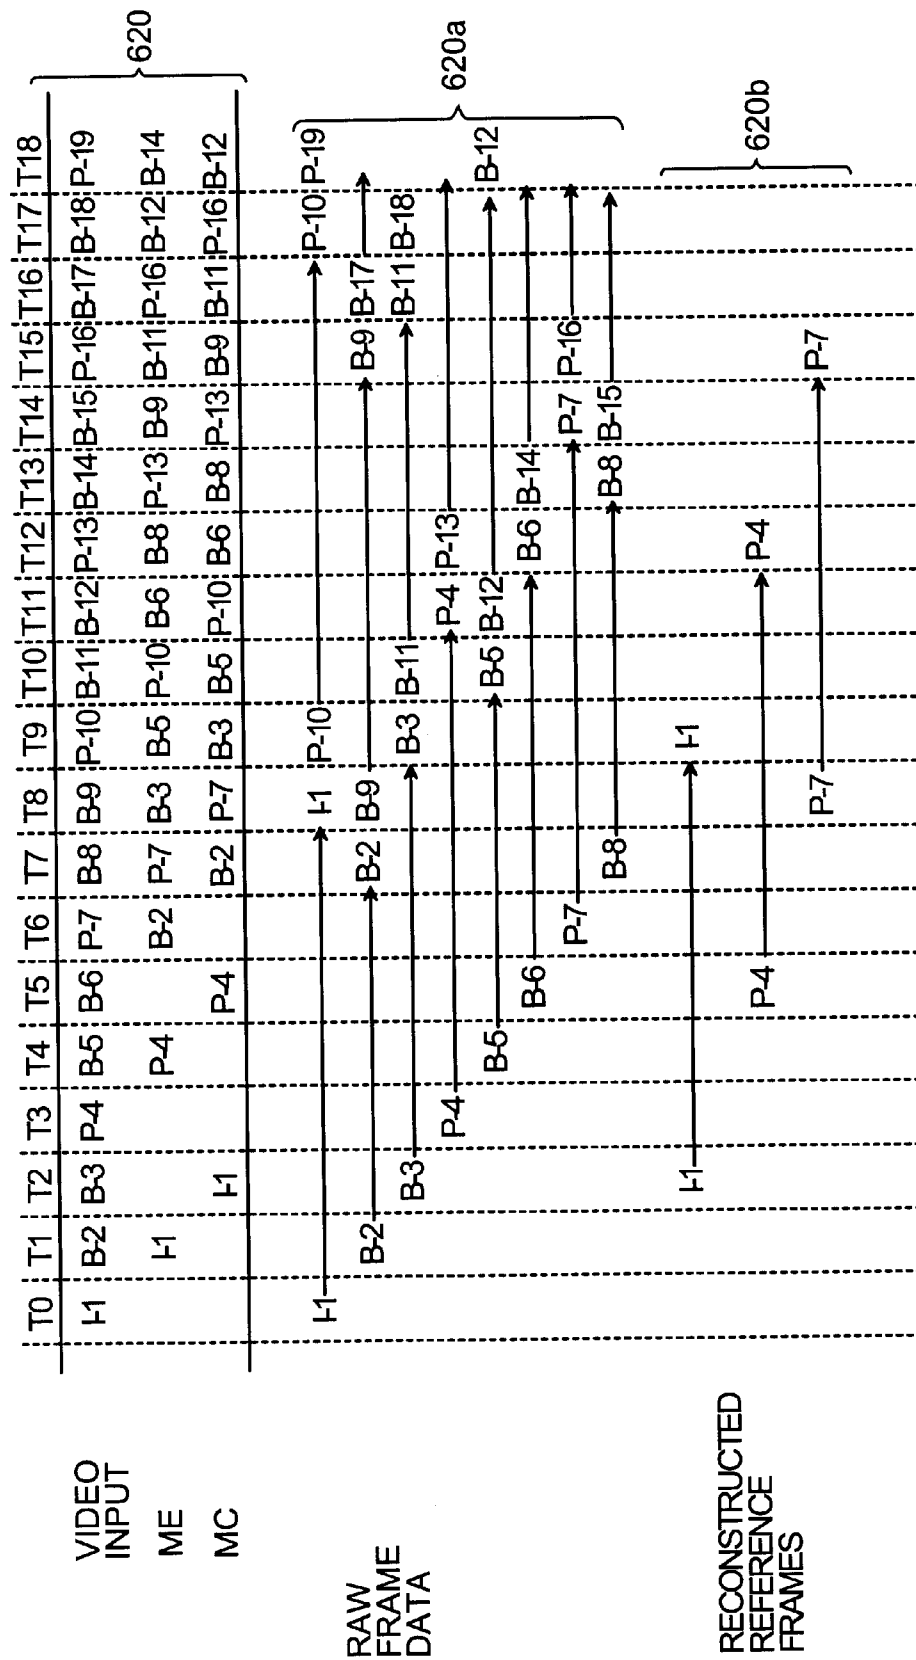 T0 T1 T2 T3 T4 T5 T6 T7 T8 T9 T10 T11 T12 T13 T14 T15 T16 T17 T18
620
VIDEO INPUT I-1 B-2 B-3 P-4 B-5 B-6 P-7 B-8 B-9 P-10 B-11 B-12 P-13 B-14 B-15 P-16 B-17 B-18 P-19
ME I-1 P-4 B-2 P-7 B-3 B-5 P-10 B-6 B-8 P-13 B-9 B-11 P-16 B-12 B-14
MC I-1 P-4 B-2 P-7 B-3 B-5 P-10 B-6 B-8 P-13 B-9 B-11 P-16 B-12
RAW
FRAME
DATA
620a
I-1 I-1 P-10 P-10 P-19
B-2 B-2 B-9 B-9 B-17
B-3 B-3 B-11 B-11 B-18
P-4 P-4 P-13
B-5 B-5 B-12 B-12
B-6 B-6 B-14
P-7 P-7 P-16
B-8 B-8 B-15
RECONSTRUCTED
REFERENCE
FRAMES
620b
I-1 I-1
P-4 P-4
P-7 P-7